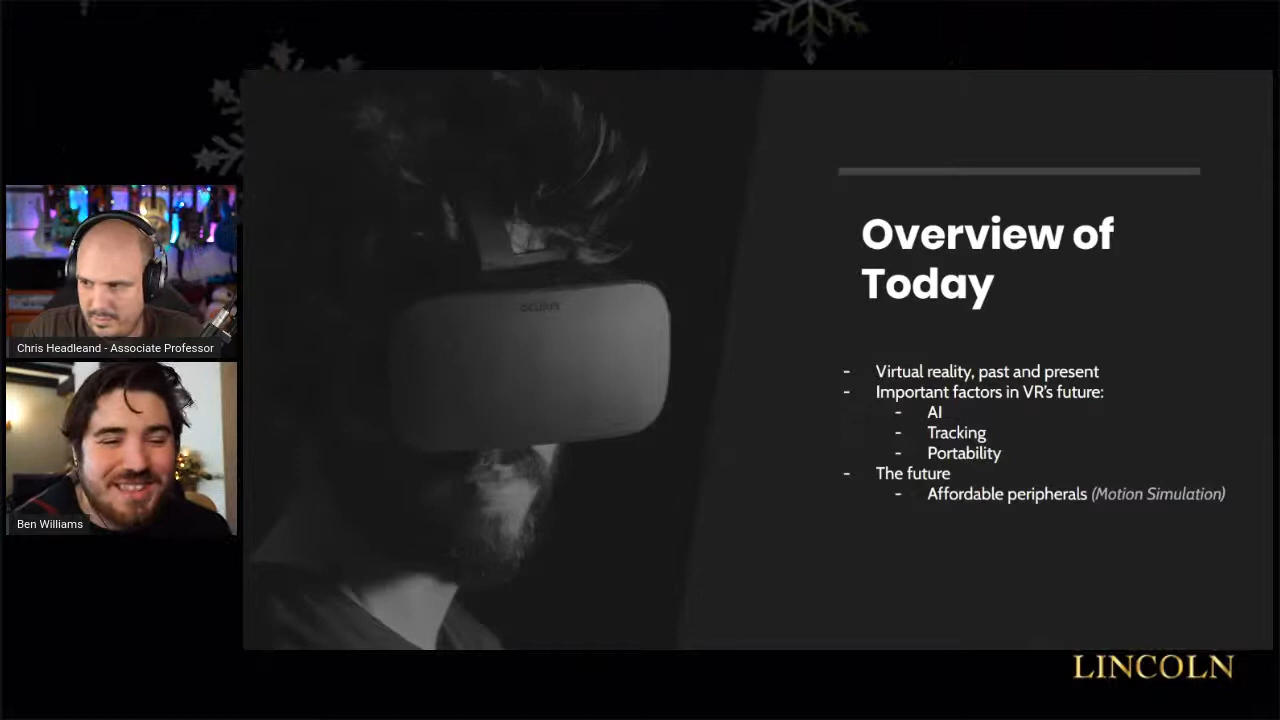 Overview of
Today
- Virtual reality, past and present
- Important factors in VR's future:
- AI
- Tracking
- Portability
- The future
- Affordable peripherals (Motion Simulation)
oculus
Chris Headleand - Associate Professor
Ben Williams
LINCOLN